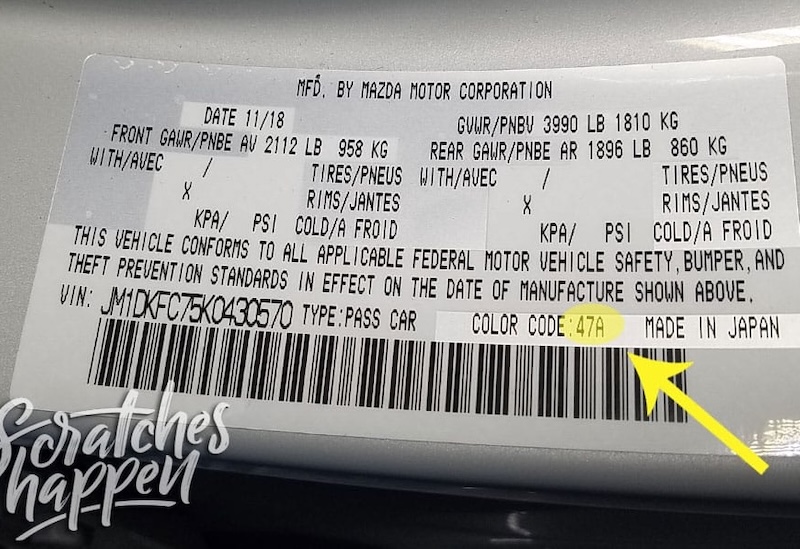 MFD. BY MAZDA MOTOR CORPORATION
DATE 11/18 GVWR/PNBV 3990 LB 1810 KG
FRONT GAWR/PNBE AV 2112 LB 958 KG REAR GAWR/PNBE AR 1896 LB 860 KG
WITH/AVEC / TIRES/PNEUS WITH/AVEC / TIRES/PNEUS
X RIMS/JANTES X RIMS/JANTES
KPA/ PSI COLD/A FROID KPA/ PSI COLD/A FROID
THIS VEHICLE CONFORMS TO ALL APPLICABLE FEDERAL MOTOR VEHICLE SAFETY, BUMPER, AND
THEFT PREVENTION STANDARDS IN EFFECT ON THE DATE OF MANUFACTURE SHOWN ABOVE.
VIN: JM1DKFC75K0430570 TYPE:PASS CAR COLOR CODE:47A MADE IN JAPAN
Scratches
happen